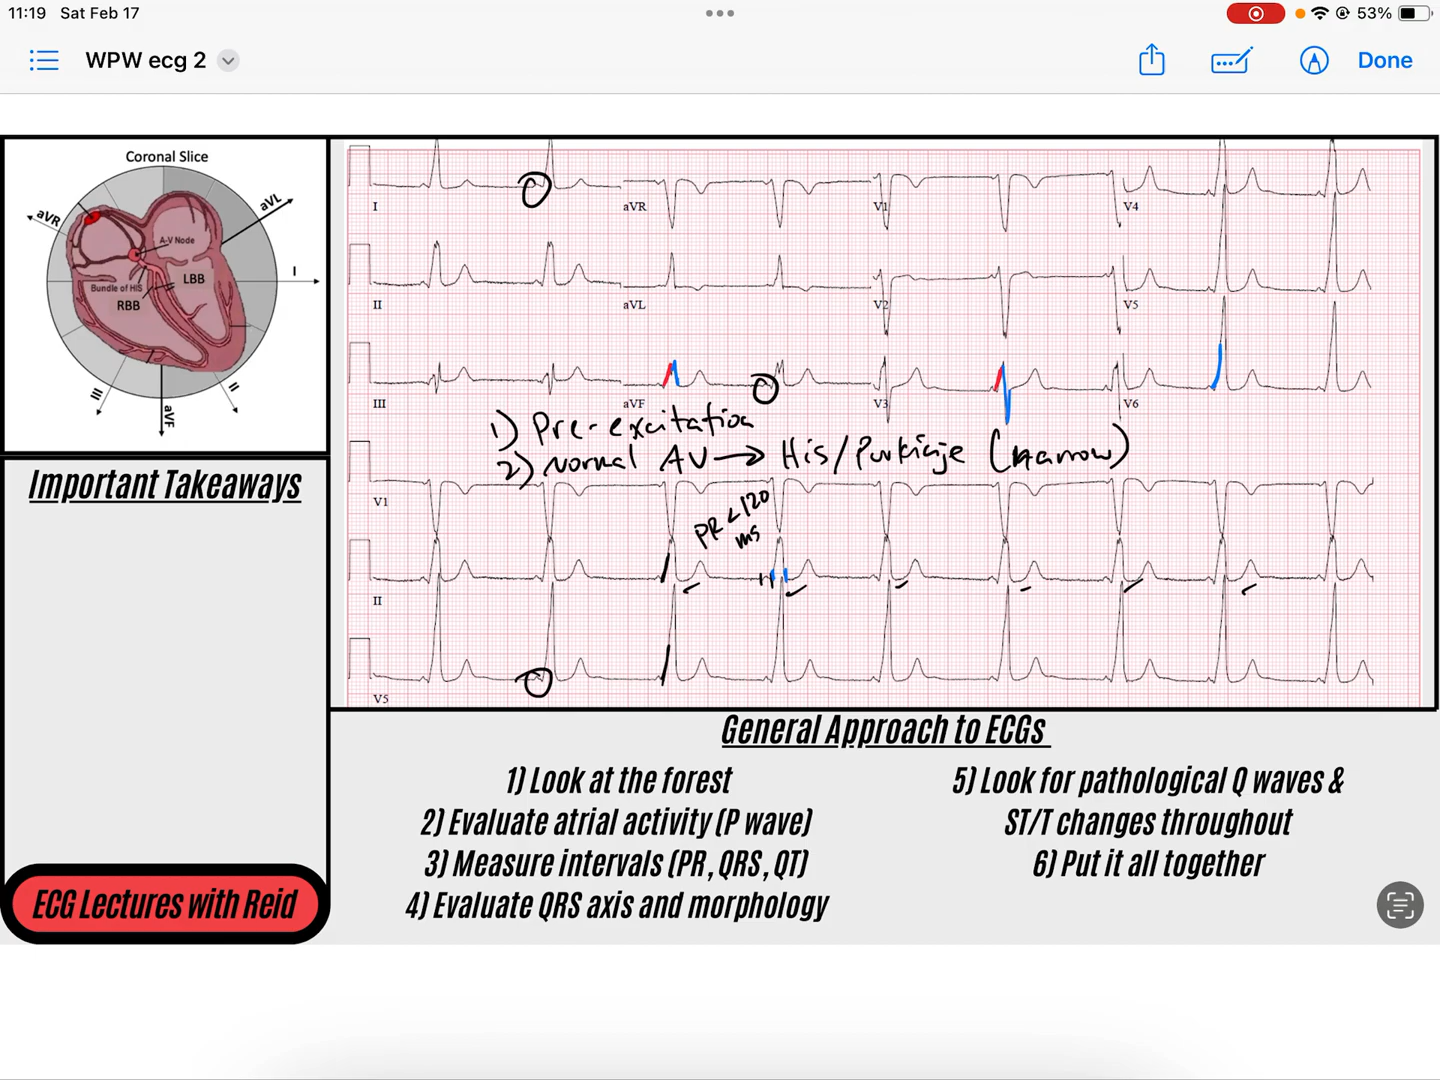 11:19 Sat Feb 17
53%
WPW ecg 2
Done
Coronal Slice
aVR
aVL
A-V Node
I
LBB
Bundle of HIS
RBB
III
aVF
II
I
aVR
V1
V4
II
aVL
V2
V5
III
aVF
V3
V6
1) Pre-excitation
2) Normal AV → His/Purkinje (narrow)
V1
PR <120
ms
II
V5
Important Takeaways
ECG Lectures with Reid
General Approach to ECGs
1) Look at the forest
2) Evaluate atrial activity (P wave)
3) Measure intervals (PR, QRS, QT)
4) Evaluate QRS axis and morphology
5) Look for pathological Q waves &
ST/T changes throughout
6) Put it all together